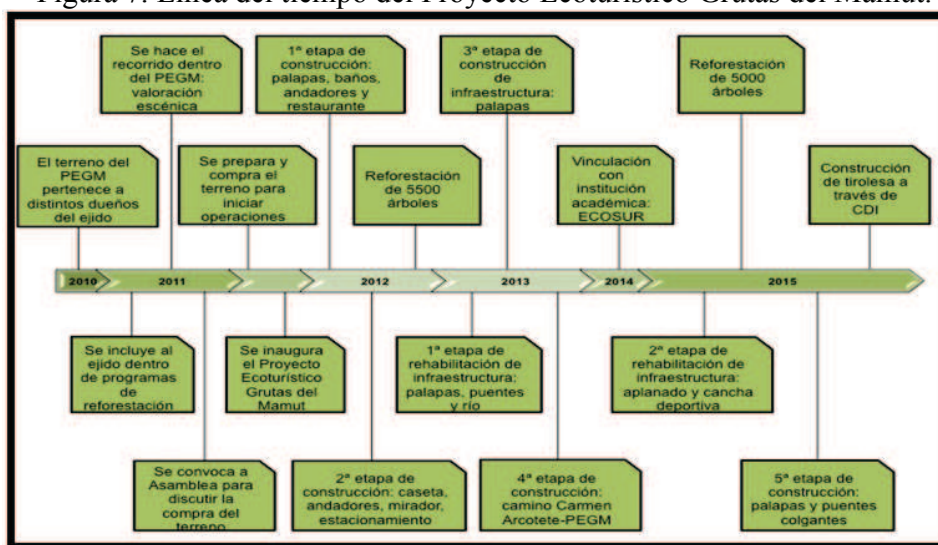 Figura 7. Línea del tiempo del Proyecto Ecoturístico Grutas del Mamut.
Se hace el
recorrido dentro
del PEGM:
valoración
escénica
1ª etapa de
construcción:
palapas, baños,
andadores y
restaurante
3ª etapa de
construcción
de
infraestructura:
palapas
Reforestación
de 5000
árboles
El terreno del
PEGM
pertenece a
distintos dueños
del ejido
Se prepara y
compra el
terreno para
iniciar
operaciones
Reforestación
de 5500
árboles
Vinculación
con
institución
académica:
ECOSUR
Construcción
de tirolesa a
través de
CDI
2010 2011 2012 2013 2014 2015
Se incluye al
ejido dentro
de programas
de
reforestación
Se inaugura
el Proyecto
Ecoturístico
Grutas del
Mamut
1ª etapa de
rehabilitación de
infraestructura:
palapas, puentes
y río
2ª etapa de
rehabilitación de
infraestructura:
aplanado y cancha
deportiva
Se convoca a
Asamblea para
discutir la
compra del
terreno
2ª etapa de
construcción: caseta,
andadores, mirador,
estacionamiento
4ª etapa de
construcción:
camino Carmen
Arcotete-PEGM
5ª etapa de
construcción:
palapas y puentes
colgantes